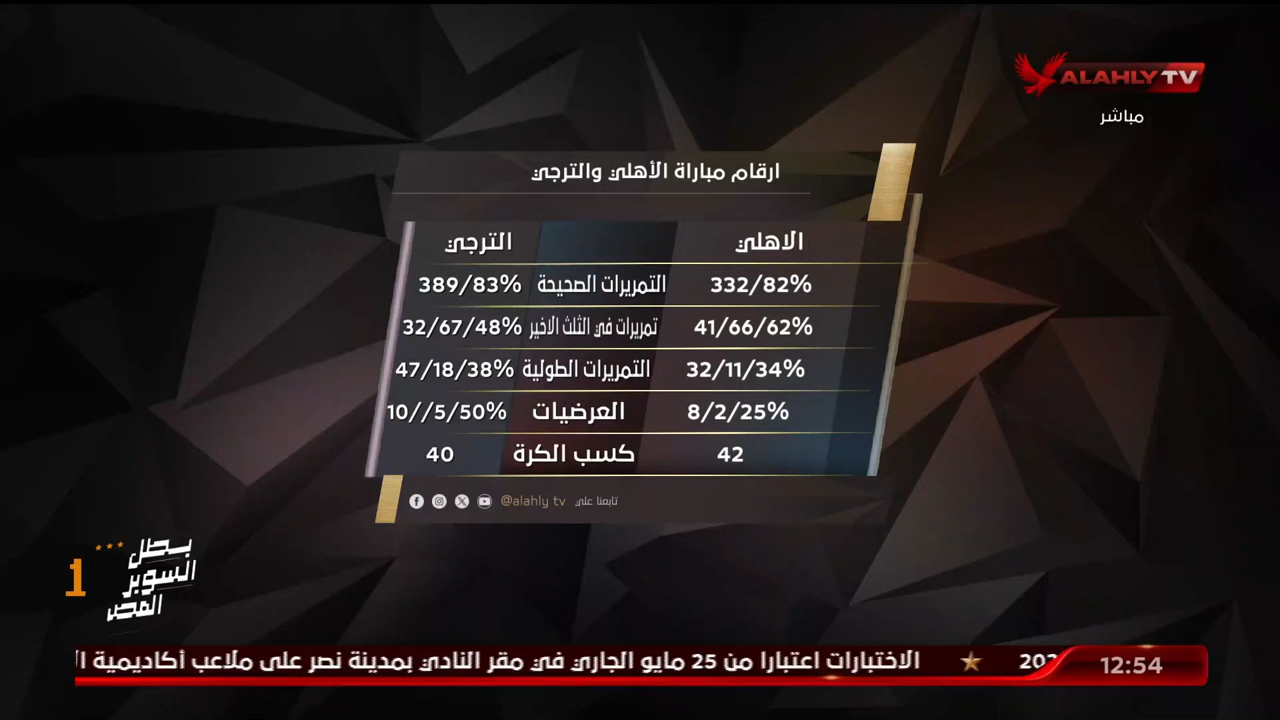 ALAHLY TV
مباشر
ارقام مباراة الأهلي والترجي
الاهلي الترجي
332/82% التمريرات الصحيحة 389/83%
41/66/62% تمريرات في الثلث الاخير 32/67/48%
32/11/34% التمريرات الطولية 47/18/38%
8/2/25% العرضيات 10//5/50%
42 كسب الكرة 40
تابعنا علي @alahly tv
بطل
السوبر
1
12:54 202 الاختبارات اعتبارا من 25 مايو الجاري في مقر النادي بمدينة نصر على ملاعب أكاديمية